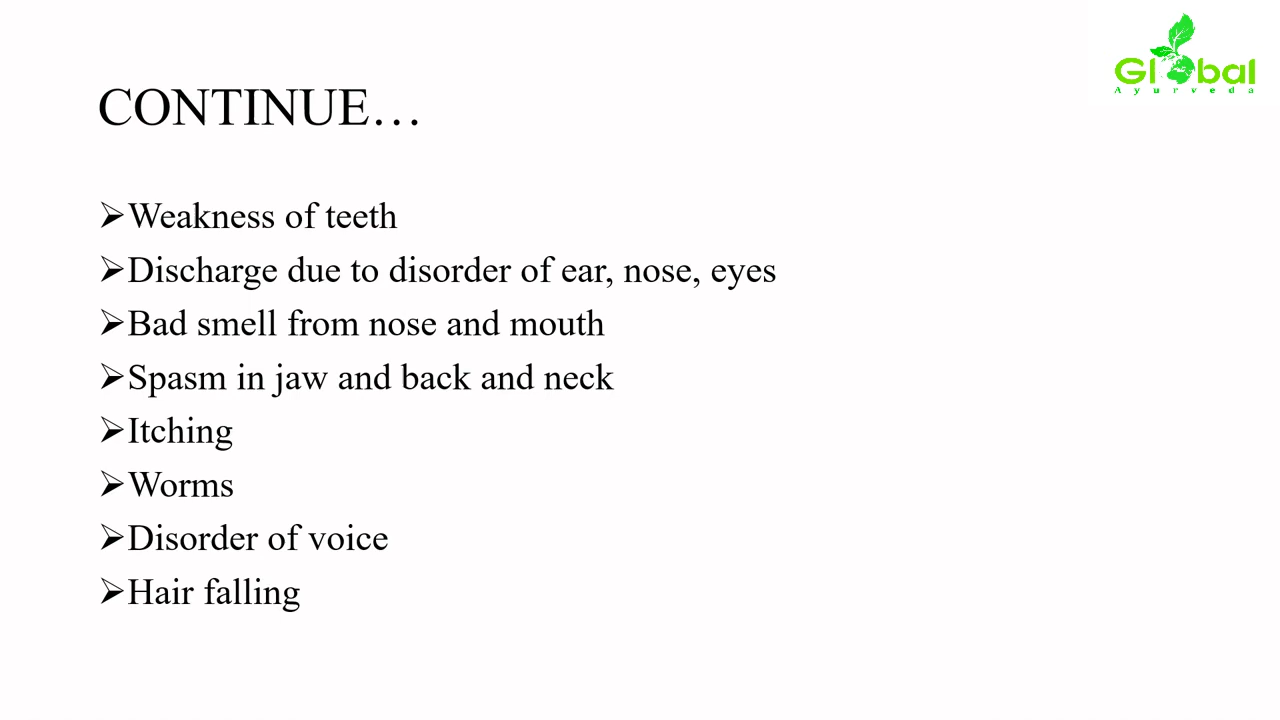 Global
Ayurveda
CONTINUE…
➢Weakness of teeth
➢Discharge due to disorder of ear, nose, eyes
➢Bad smell from nose and mouth
➢Spasm in jaw and back and neck
➢Itching
➢Worms
➢Disorder of voice
➢Hair falling